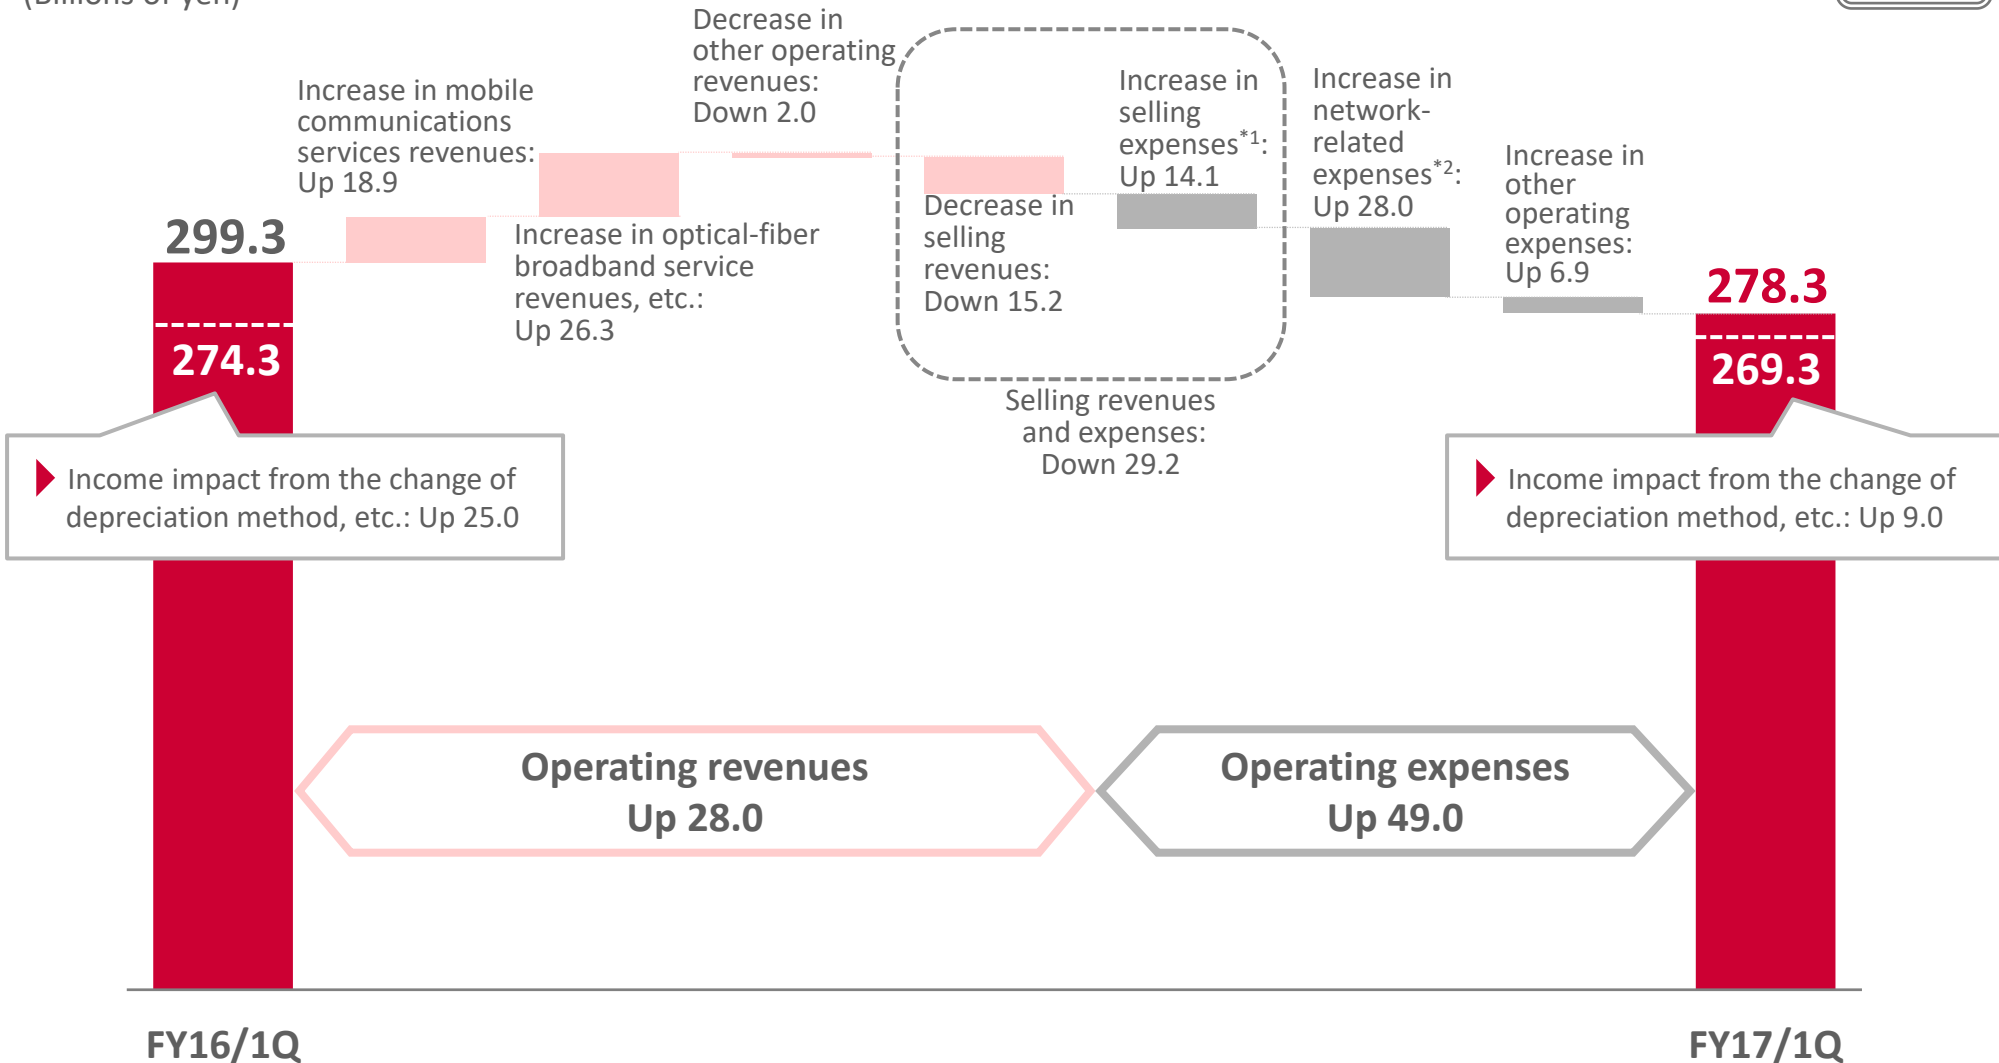 (Billions of yen)
Decrease in
other operating
revenues:
Down 2.0
Increase in mobile
communications
services revenues:
Up 18.9
Increase in
selling
expenses*1:
Up 14.1
Increase in
network-
related
expenses*2:
Up 28.0
Increase in
other
operating
expenses:
Up 6.9
299.3
274.3
Increase in optical-fiber
broadband service
revenues, etc.:
Up 26.3
Decrease in
selling
revenues:
Down 15.2
278.3
269.3
Selling revenues
and expenses:
Down 29.2
Income impact from the change of
depreciation method, etc.: Up 25.0
Income impact from the change of
depreciation method, etc.: Up 9.0
Operating revenues
Up 28.0
Operating expenses
Up 49.0
FY16/1Q
FY17/1Q